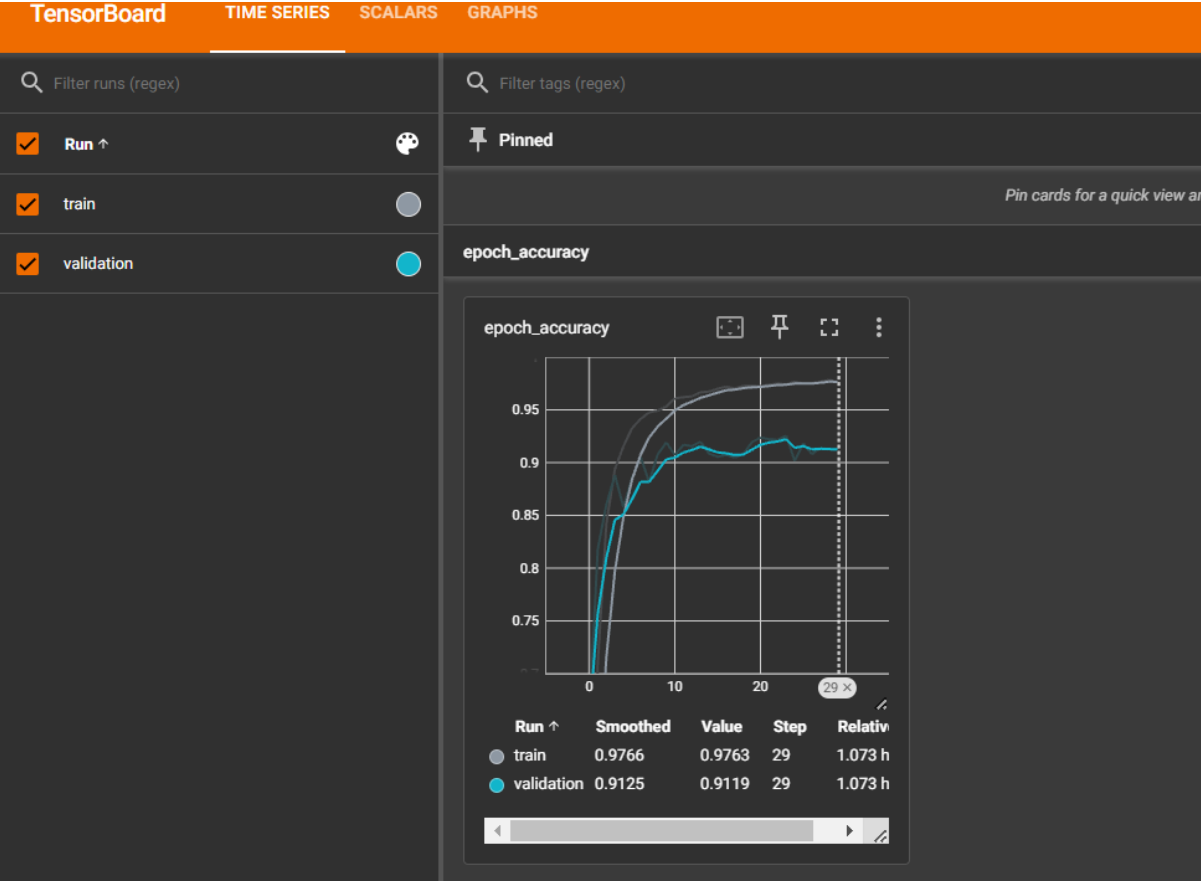 TensorBoard TIME SERIES SCALARS GRAPHS
Filter runs (regex)
Run ↑
train
validation
Filter tags (regex)
Pinned
Pin cards for a quick view
epoch_accuracy
epoch_accuracy
0.95
0.9
0.85
0.8
0.75
0 10 20 29 ×
Run ↑ Smoothed Value Step Relativ
train 0.9766 0.9763 29 1.073 h
validation 0.9125 0.9119 29 1.073 h